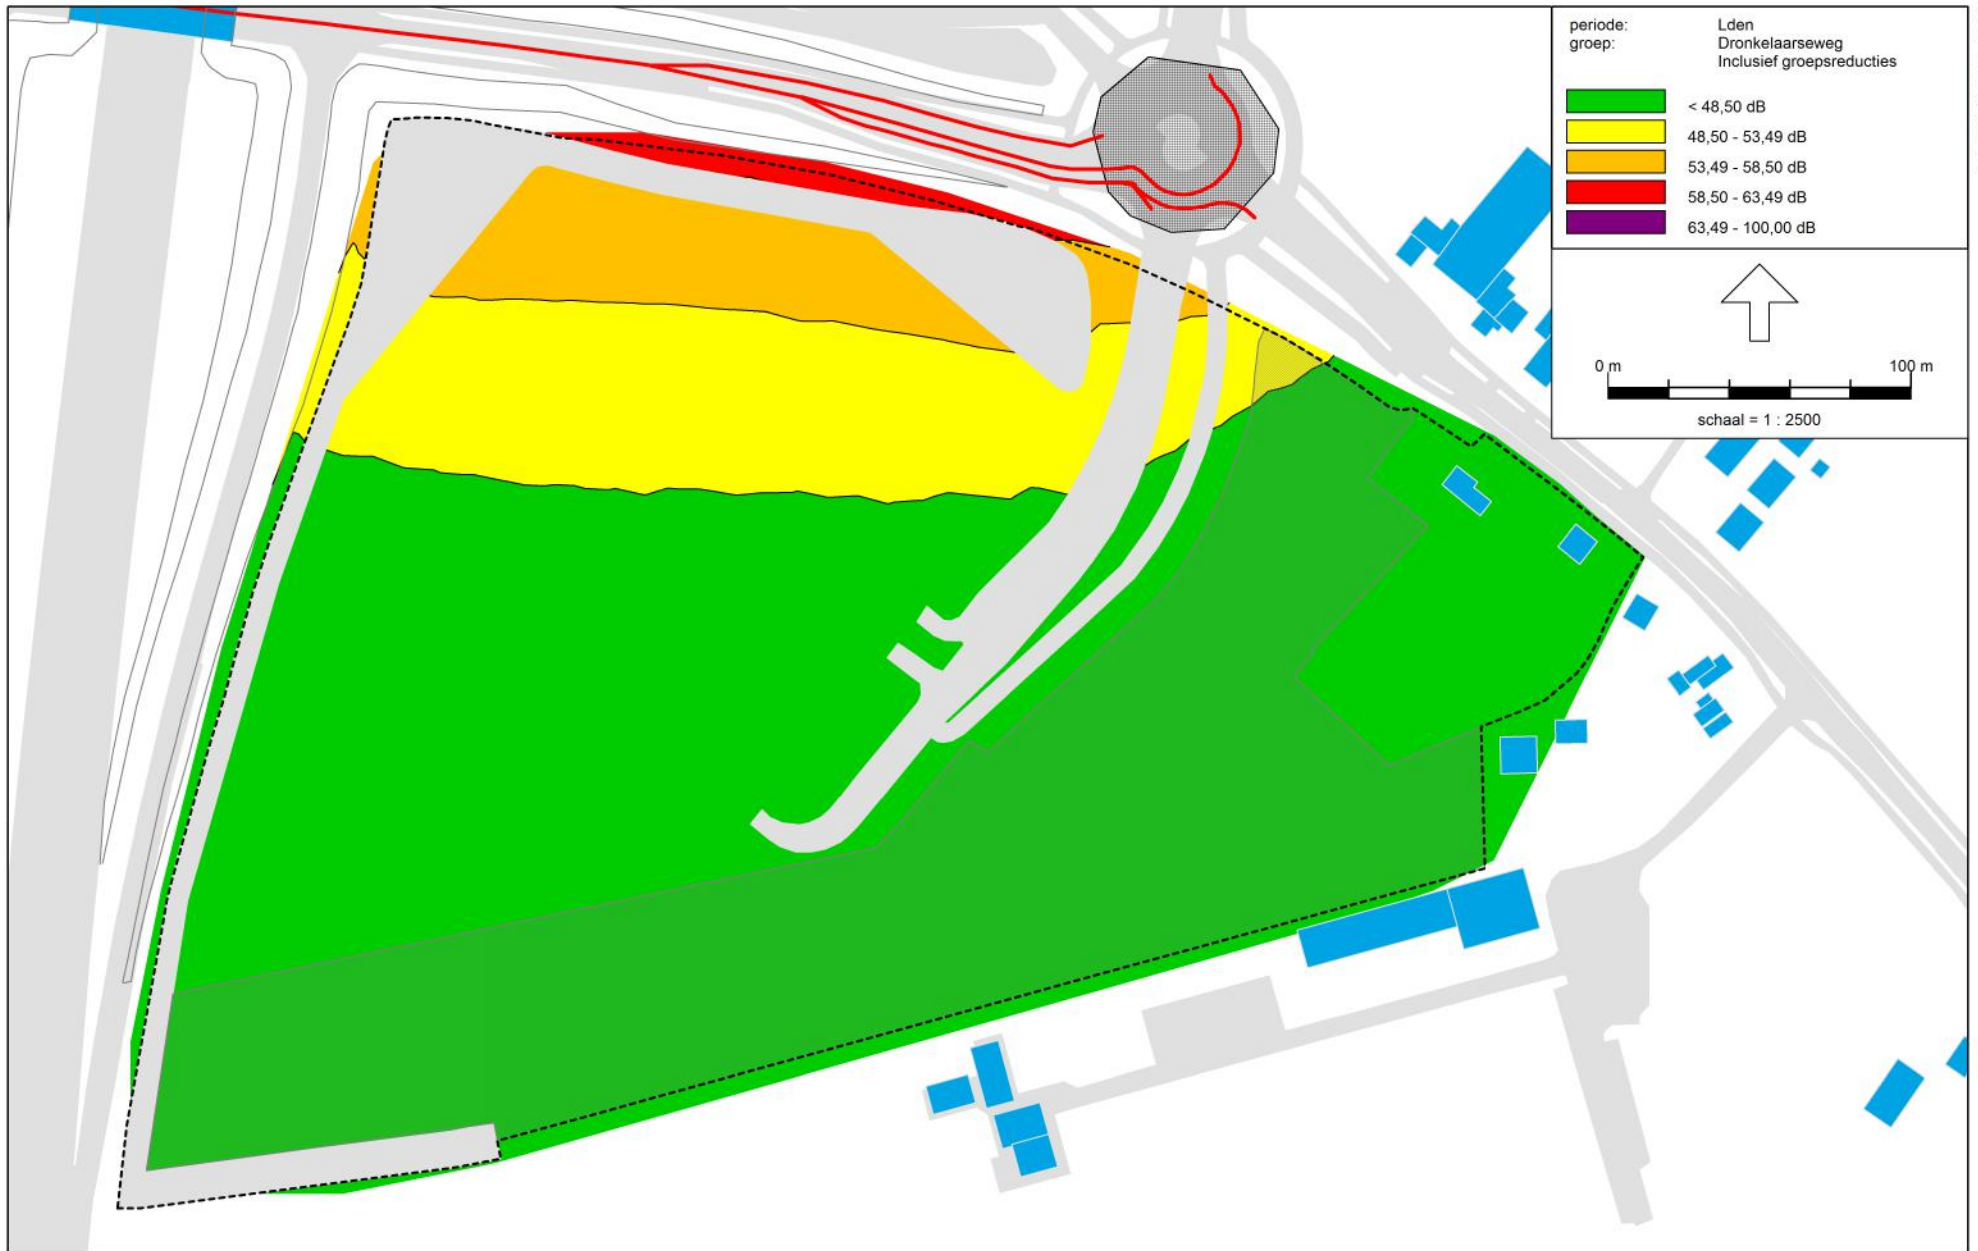 periode: Lden
groep: Dronkelaarseweg
Inclusief groepsreducties
< 48,50 dB
48,50 - 53,49 dB
53,49 - 58,50 dB
58,50 - 63,49 dB
63,49 - 100,00 dB
0 m 100 m
schaal = 1 : 2500